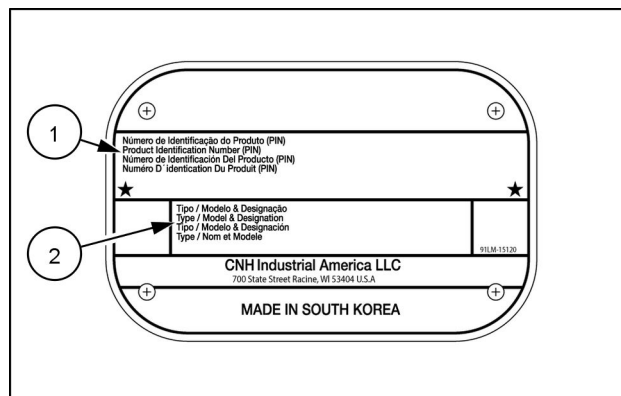 1
Número de Identificação do Produto (PIN)
Product Identification Number (PIN)
Número de Identificación Del Producto (PIN)
Numéro D´identication Du Produit (PIN)
2
Tipo / Modelo & Designação
Type / Model & Designation
Tipo / Modelo & Designación
Type / Nom et Modele
91LM-15120
CNH Industrial America LLC
700 State Street Racine, WI 53404 U.S.A
MADE IN SOUTH KOREA